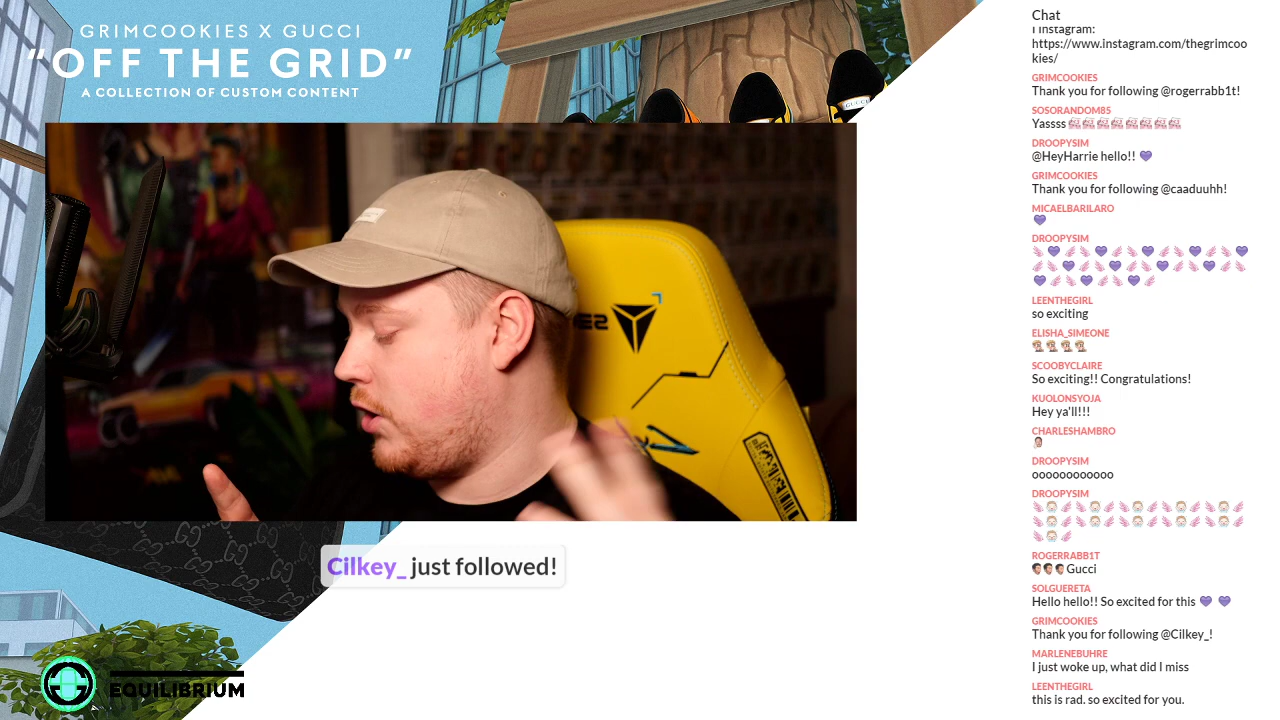 GRIMCOOKIES X GUCCI
"OFF THE GRID"
A COLLECTION OF CUSTOM CONTENT
GUCCI
Cilkey_ just followed!
EQUILIBRIUM
Chat
Instagram:
https://www.instagram.com/thegrimcoo
kies/
GRIMCOOKIES
Thank you for following @rogerrabb1t!
SOSORANDOM85
Yassss
DROOPYSIM
@HeyHarrie hello!! 💜
GRIMCOOKIES
Thank you for following @caaduuhh!
MICAELBARILARO
💜
DROOPYSIM
LEENTHEGIRL
so exciting
ELISHA_SIMEONE
SCOOBYCLAIRE
So exciting!! Congratulations!
KUOLONSYOJA
Hey ya'll!!!
CHARLESHAMBRO
DROOPYSIM
oooooooooooo
DROOPYSIM
ROGERRABB1T
Gucci
SOLGUERETA
Hello hello!! So excited for this 💜 💜
GRIMCOOKIES
Thank you for following @Cilkey_!
MARLENEBUHRE
I just woke up, what did I miss
LEENTHEGIRL
this is rad. so excited for you.